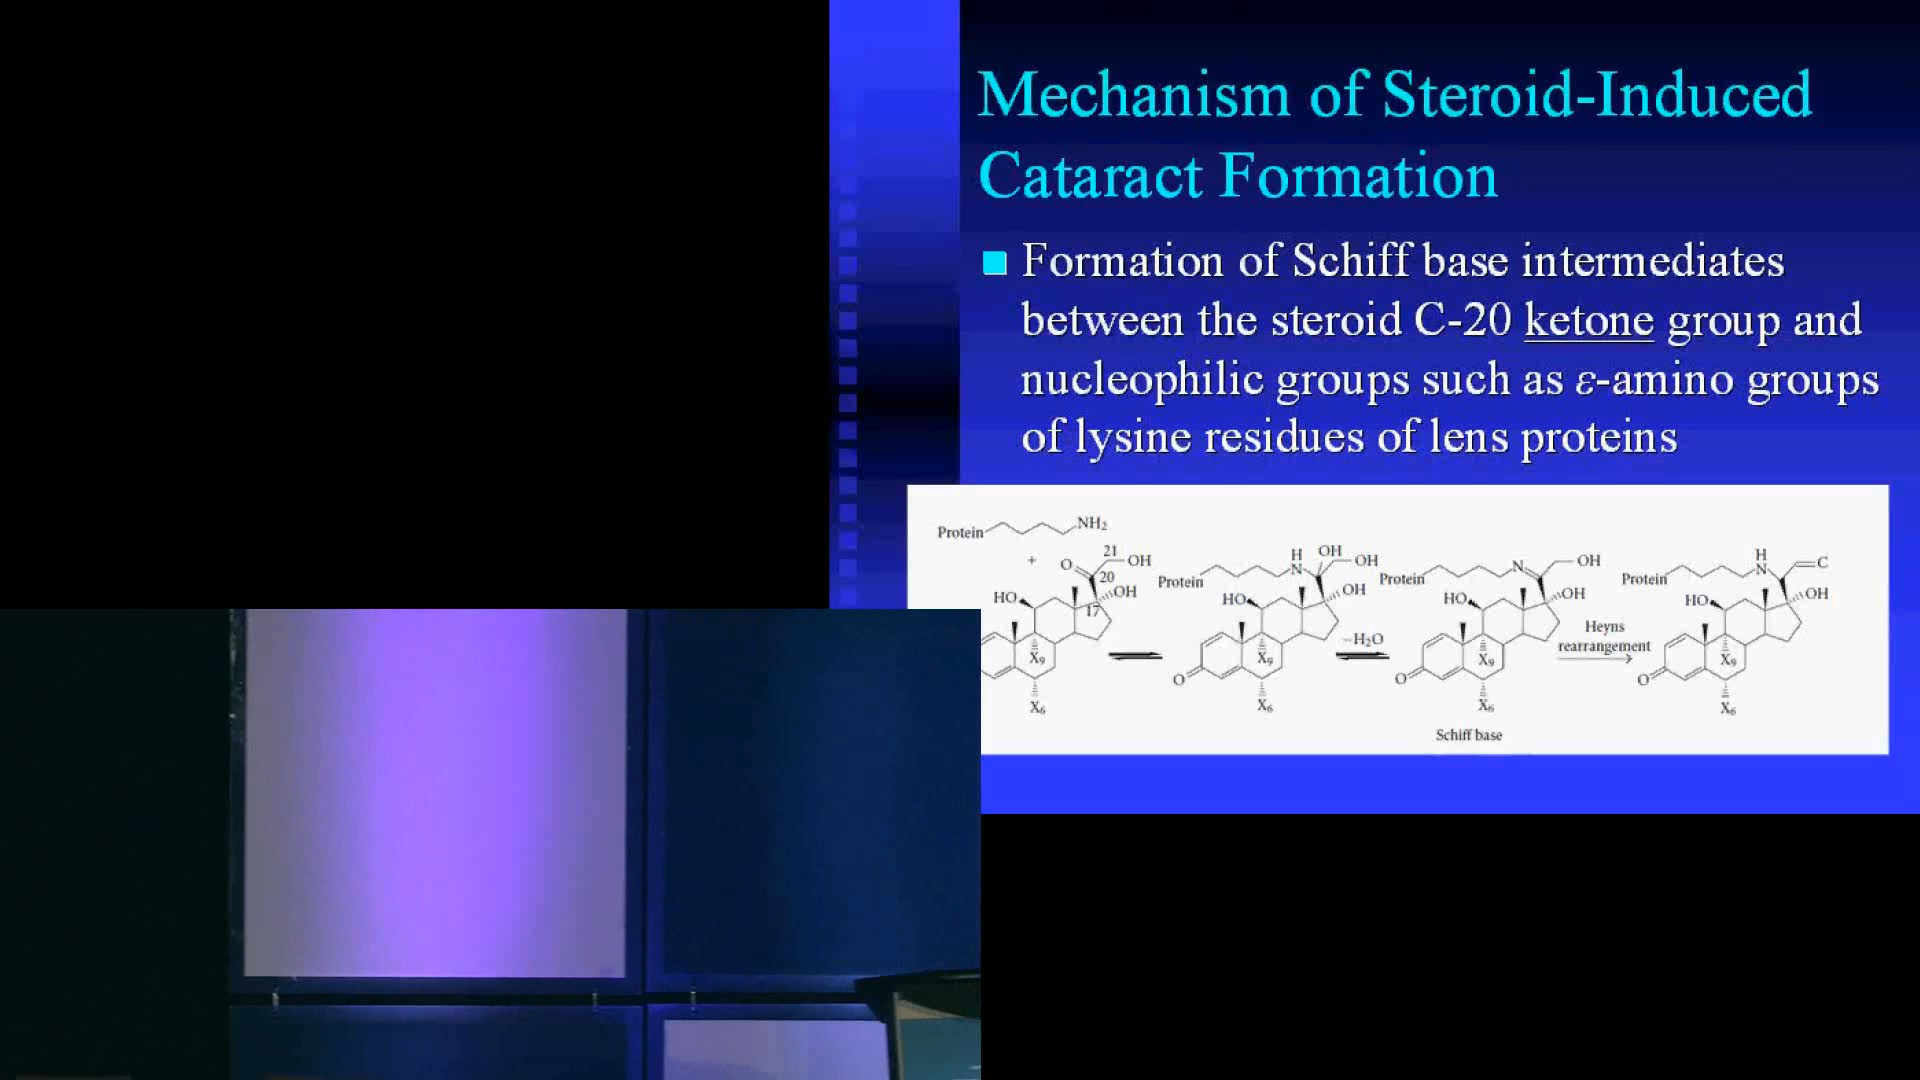 Mechanism of Steroid-Induced
Cataract Formation
Formation of Schiff base intermediates
between the steroid C-20 ketone group and
nucleophilic groups such as ε-amino groups
of lysine residues of lens proteins
Protein NH₂
+ O 21 OH
20
HO OH
17
X₉
X₆
Protein H N OH OH
HO OH
X₉
O
X₆
–H₂O
Protein N OH
HO OH
X₉
O
X₆
Schiff base
Heyns
rearrangement
Protein H N C
HO OH
X₉
O
X₆